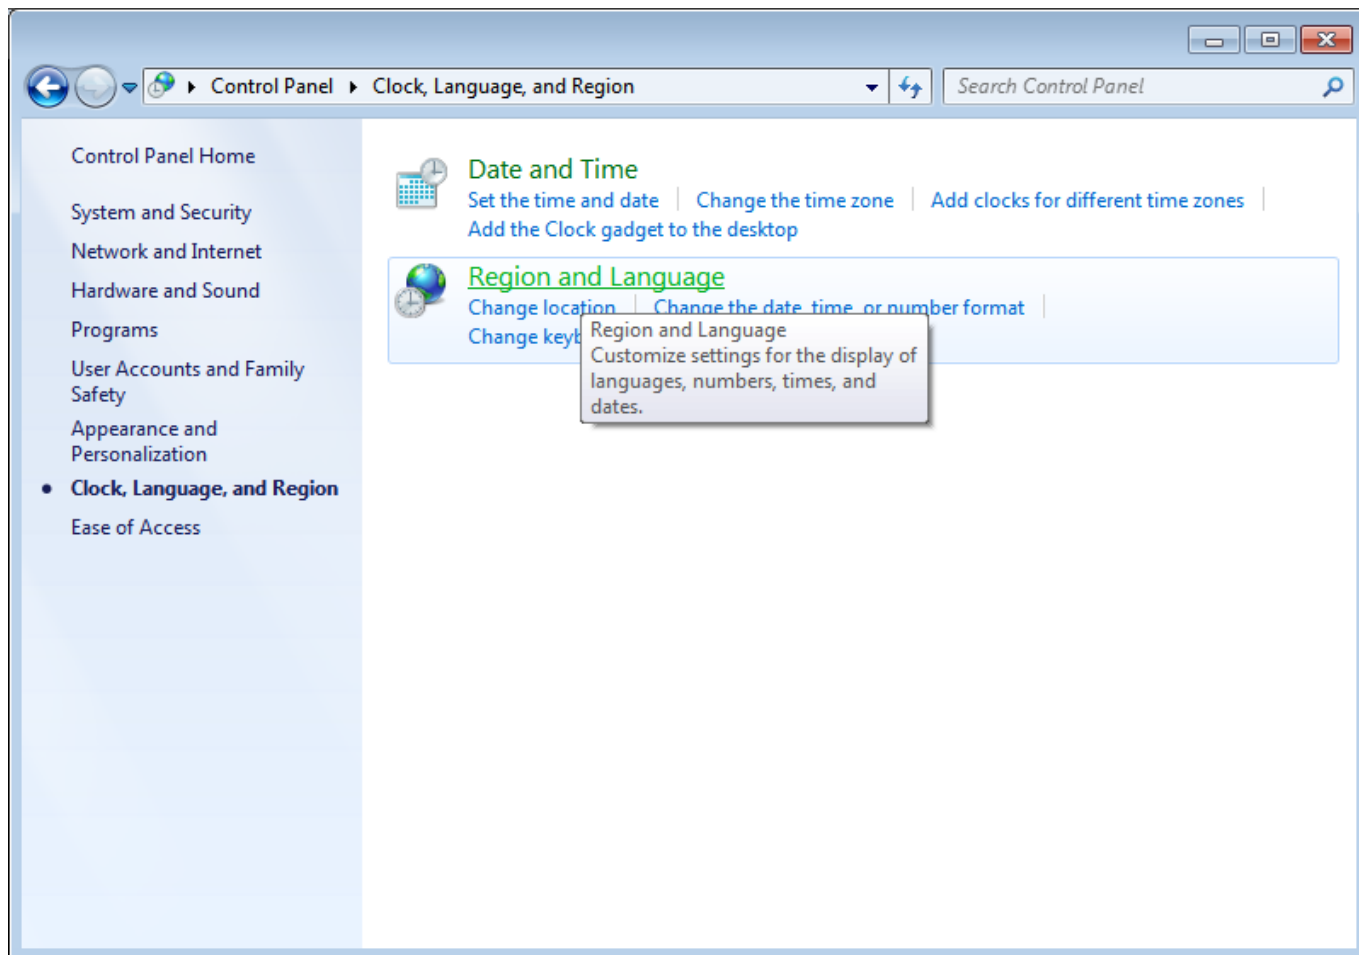 Control Panel
Clock, Language, and Region
Search Control Panel
Control Panel Home
System and Security
Network and Internet
Hardware and Sound
Programs
User Accounts and Family
Safety
Appearance and
Personalization
Clock, Language, and Region
Ease of Access
Date and Time
Set the time and date
Change the time zone
Add clocks for different time zones
Add the Clock gadget to the desktop
Region and Language
Change location
Change the date, time, or number format
Change
Region and Language
Customize settings for the display of
languages, numbers, times, and
dates.